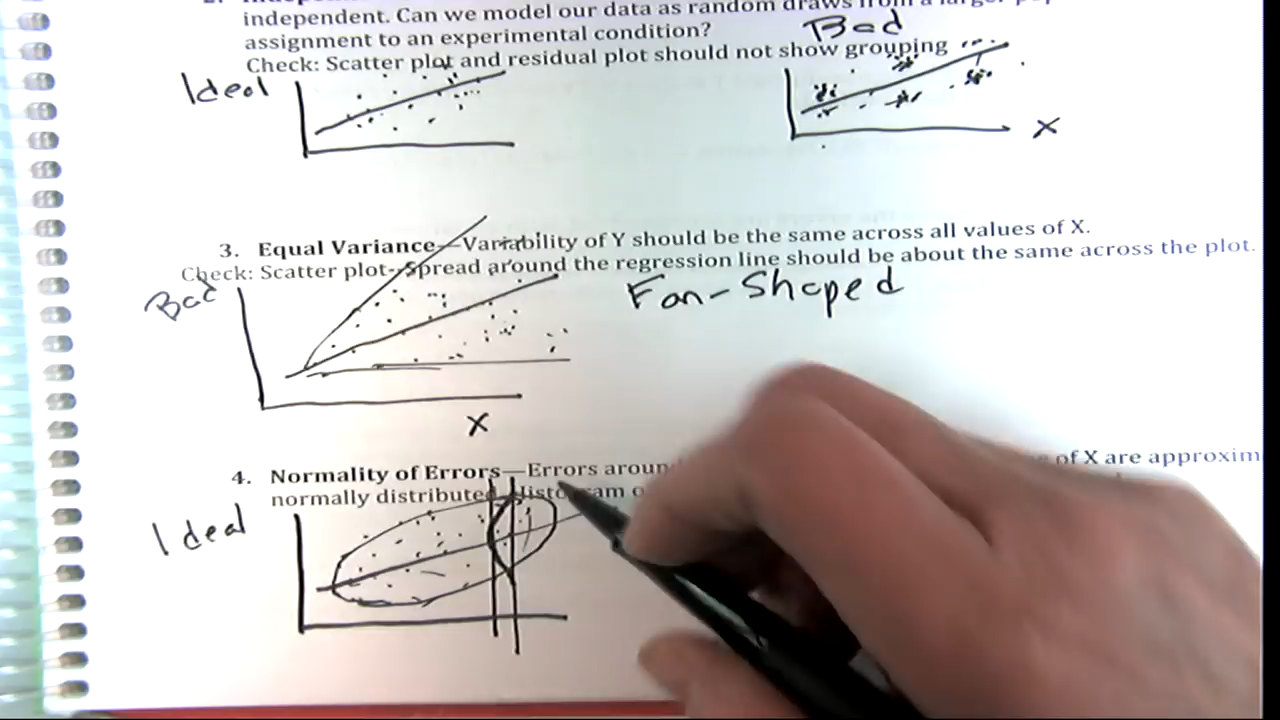 independent. Can we model our data as random draws from a larger
assignment to an experimental condition?
Bad
Check: Scatter plot and residual plot should not show grouping
Ideal
X
3. Equal Variance—Variability of Y should be the same across all values of X.
Check: Scatter plot--Spread around the regression line should be about the same across the plot.
Bad
Fan-Shaped
X
4. Normality of Errors—Errors around of X are approxim
normally distributed. Histogram o
Ideal